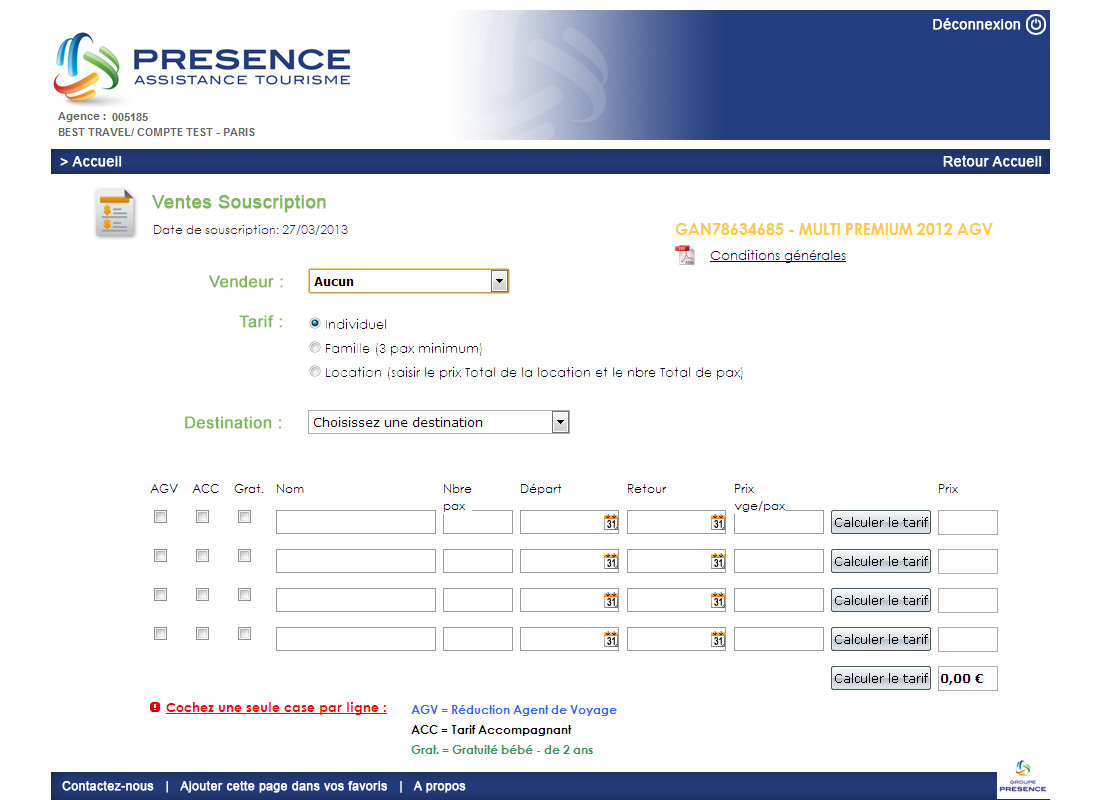 Déconnexion
PRESENCE
ASSISTANCE TOURISME
Agence : 005185
BEST TRAVEL/ COMPTE TEST - PARIS
> Accueil
Retour Accueil
Ventes Souscription
Date de souscription: 27/03/2013
GAN78634685 - MULTI PREMIUM 2012 AGV
PDF
Conditions générales
Vendeur :
Aucun
Tarif :
Individuel
Famille (3 pax minimum)
Location (saisir le prix Total de la location et le nbre Total de pax)
Destination :
Choisissez une destination
AGV ACC Grat. Nom Nbre pax Départ Retour Prix vge/pax Prix
31 31 Calculer le tarif
31 31 Calculer le tarif
31 31 Calculer le tarif
31 31 Calculer le tarif
Calculer le tarif 0,00 €
Cochez une seule case par ligne :
AGV = Réduction Agent de Voyage
ACC = Tarif Accompagnant
Grat. = Gratuité bébé - de 2 ans
Contactez-nous | Ajouter cette page dans vos favoris | A propos
GROUPE
PRESENCE